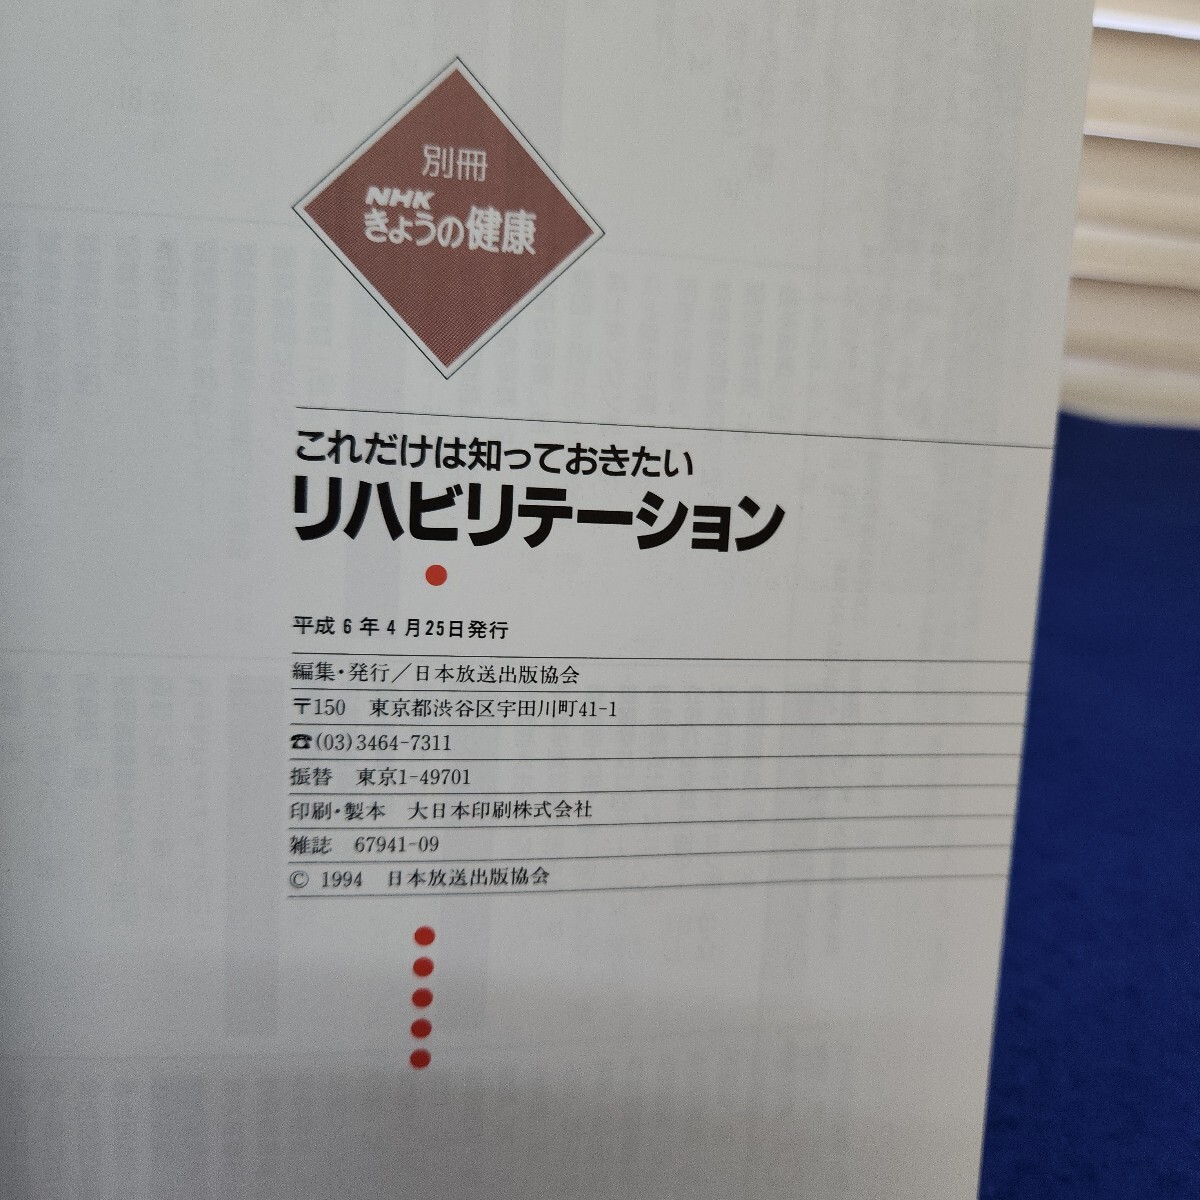 別冊
NHK
きょうの健康
これだけは知っておきたい
リハビリテーション
平成6年4月25日発行
編集・発行／日本放送出版協会
〒150　東京都渋谷区宇田川町41-1
☎(03)3464-7311
振替　東京1-49701
印刷・製本　大日本印刷株式会社
雑誌　67941-09
© 1994　日本放送出版協会